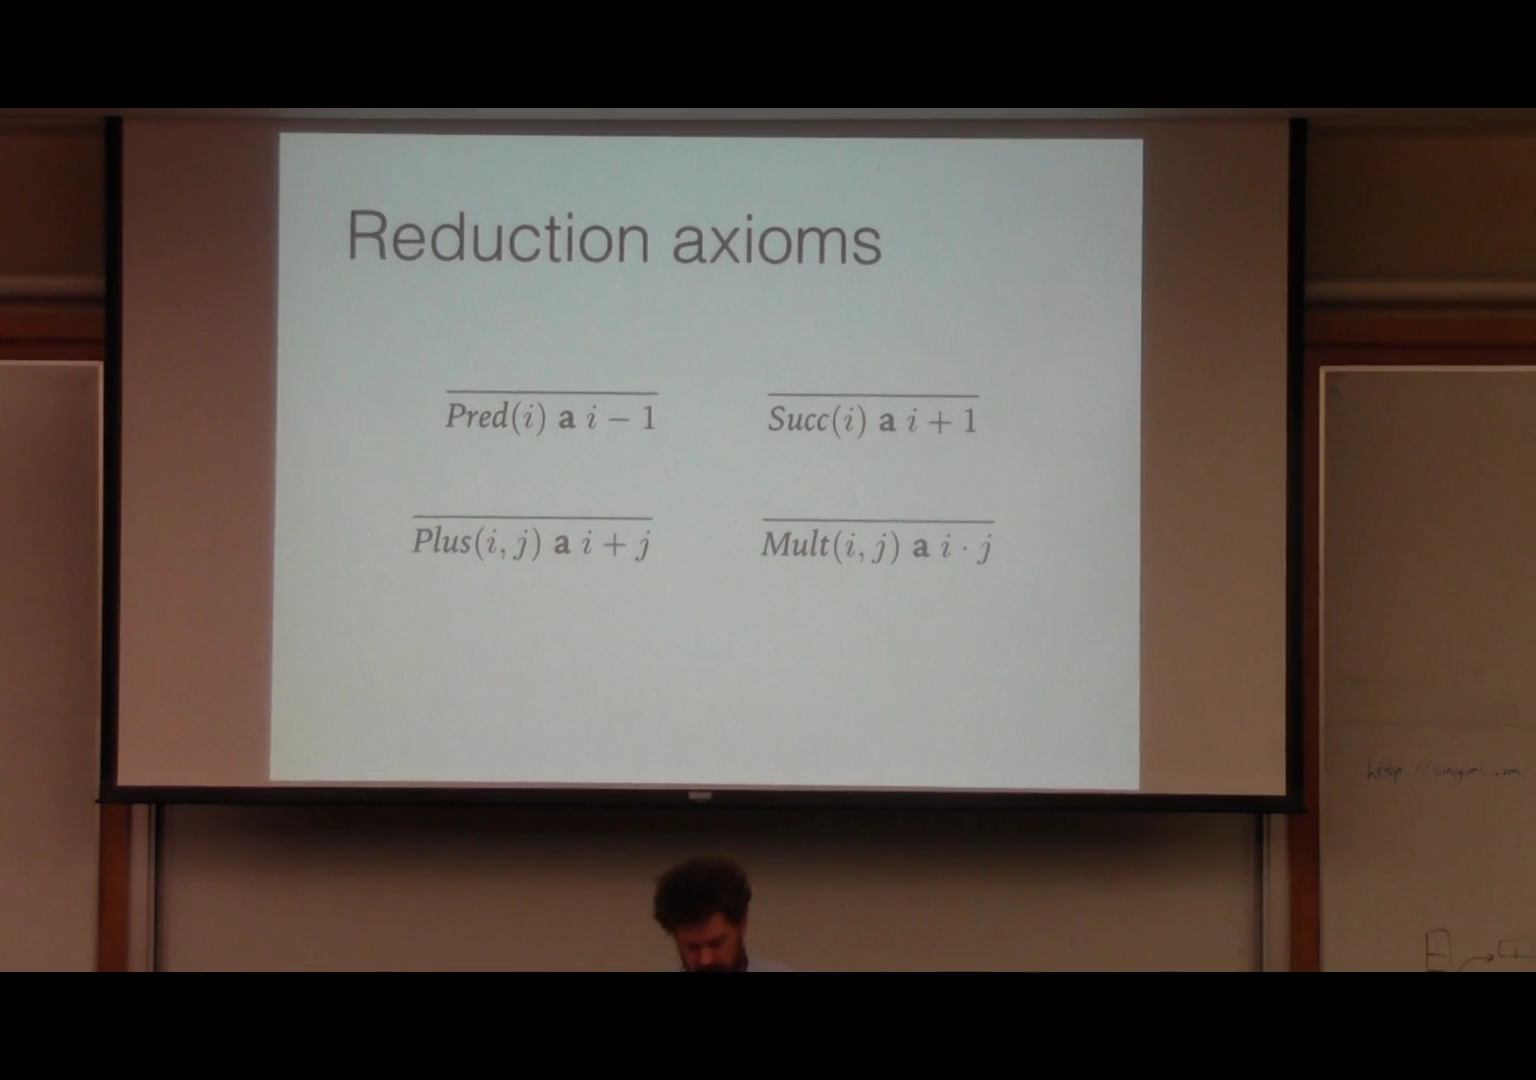 Reduction axioms
Pred(i) a i − 1
Succ(i) a i + 1
Plus(i, j) a i + j
Mult(i, j) a i · j